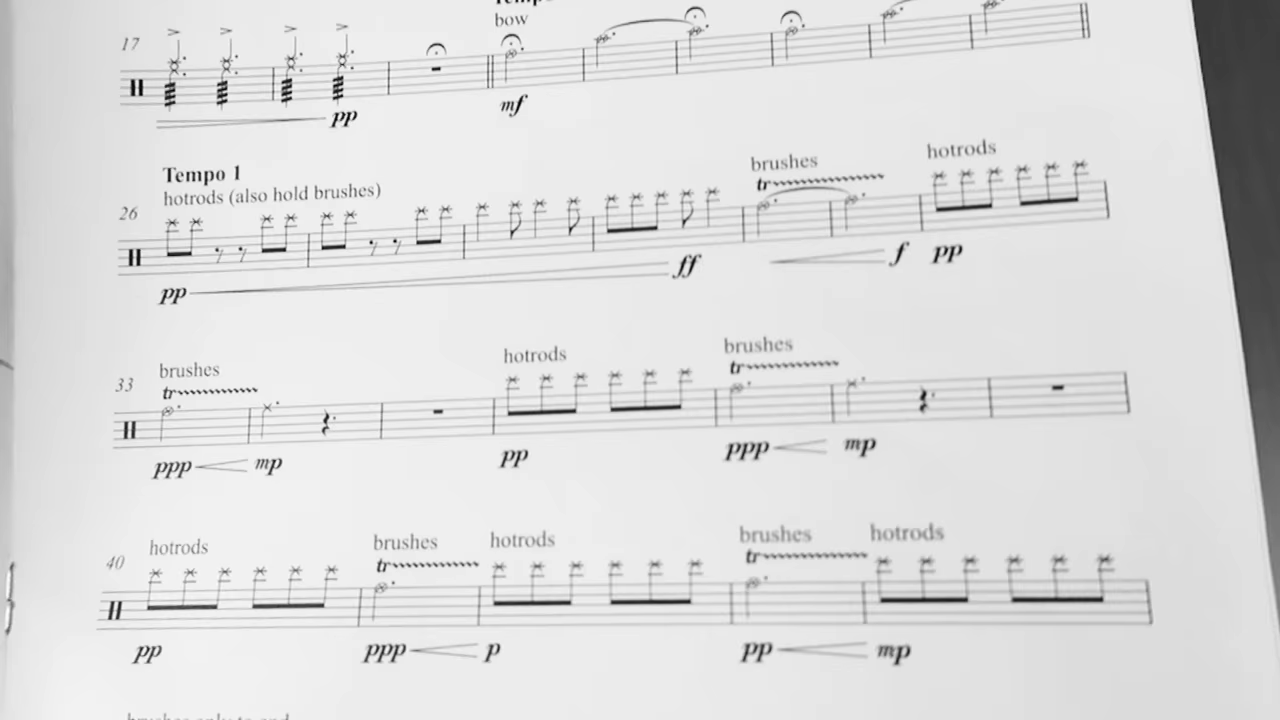 bow
17
pp
mf
Tempo 1
hotrods (also hold brushes)
brushes
hotrods
26
tr
pp
ff
f
pp
brushes
hotrods
brushes
33
tr
tr
ppp
mp
pp
ppp
mp
hotrods
brushes
hotrods
brushes
hotrods
40
tr
tr
pp
ppp
p
pp
mp